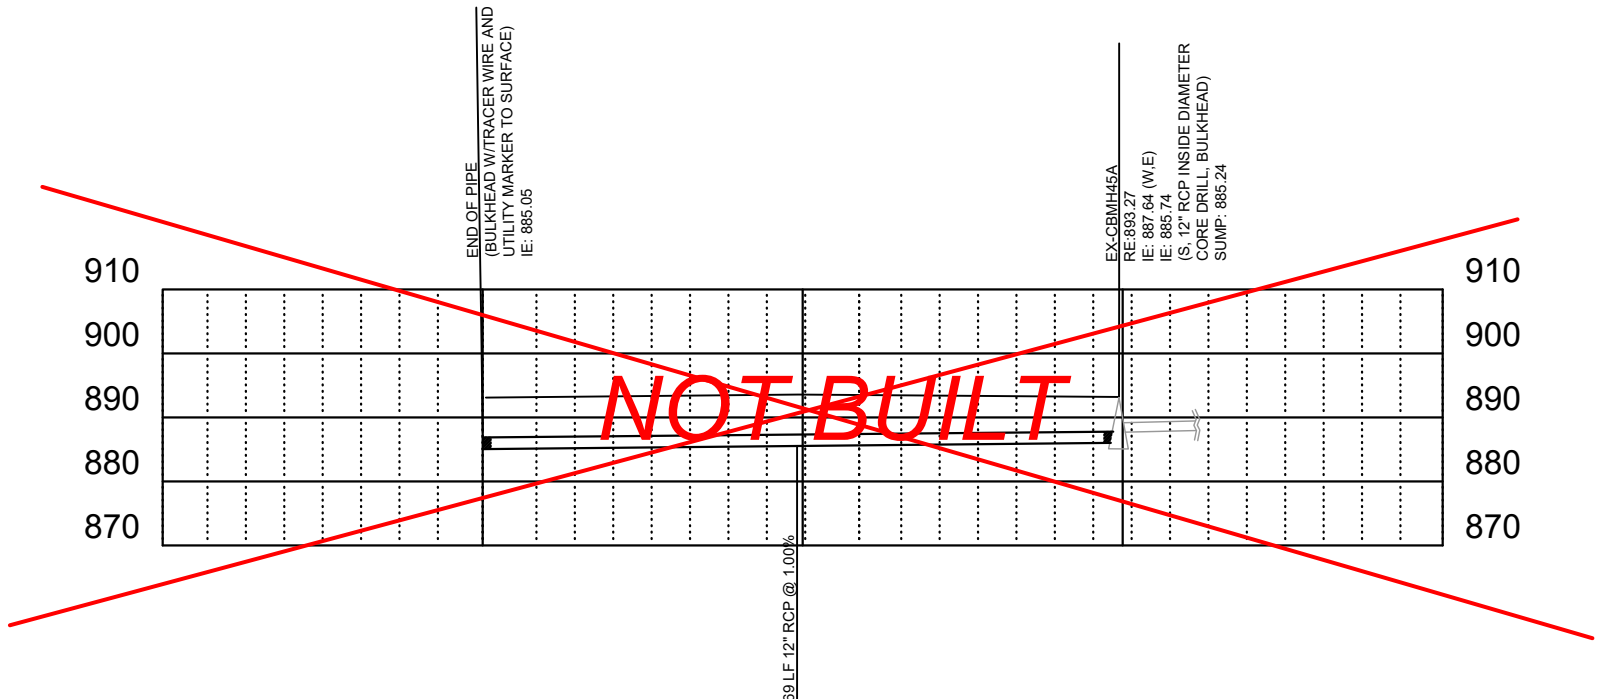 END OF PIPE
(BULKHEAD W/TRACER WIRE AND
UTILITY MARKER TO SURFACE)
IE: 885.05
EX-CBMH45A
RE:893.27
IE: 887.64 (W,E)
IE: 885.74
(S, 12" RCP INSIDE DIAMETER
CORE DRILL, BULKHEAD)
SUMP: 885.24
910
900
890
880
870
910
900
890
880
870
NOT BUILT
69 LF 12" RCP @ 1.00%